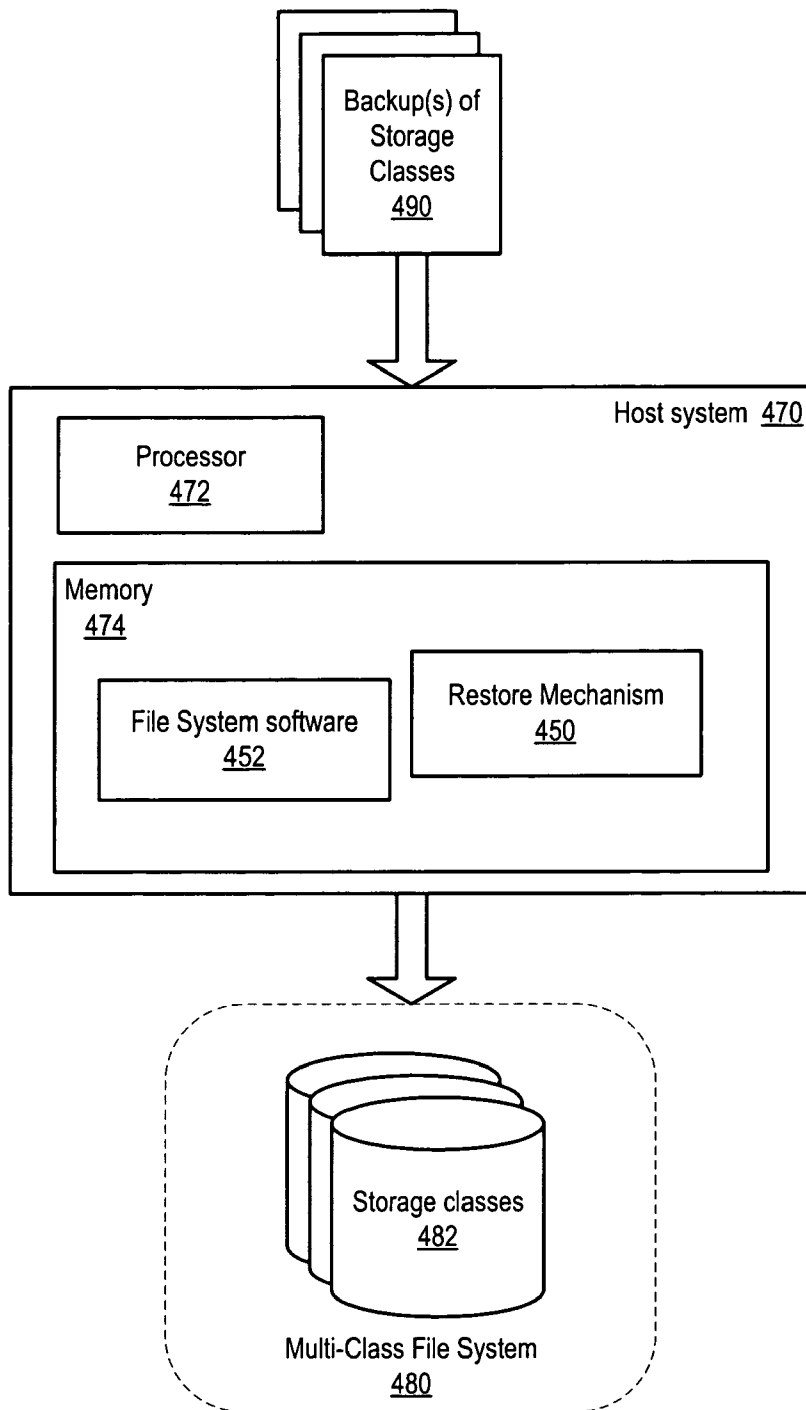 Backup(s) of
Storage
Classes
490
Host system 470
Processor
472
Memory
474
File System software
452
Restore Mechanism
450
Storage classes
482
Multi-Class File System
480